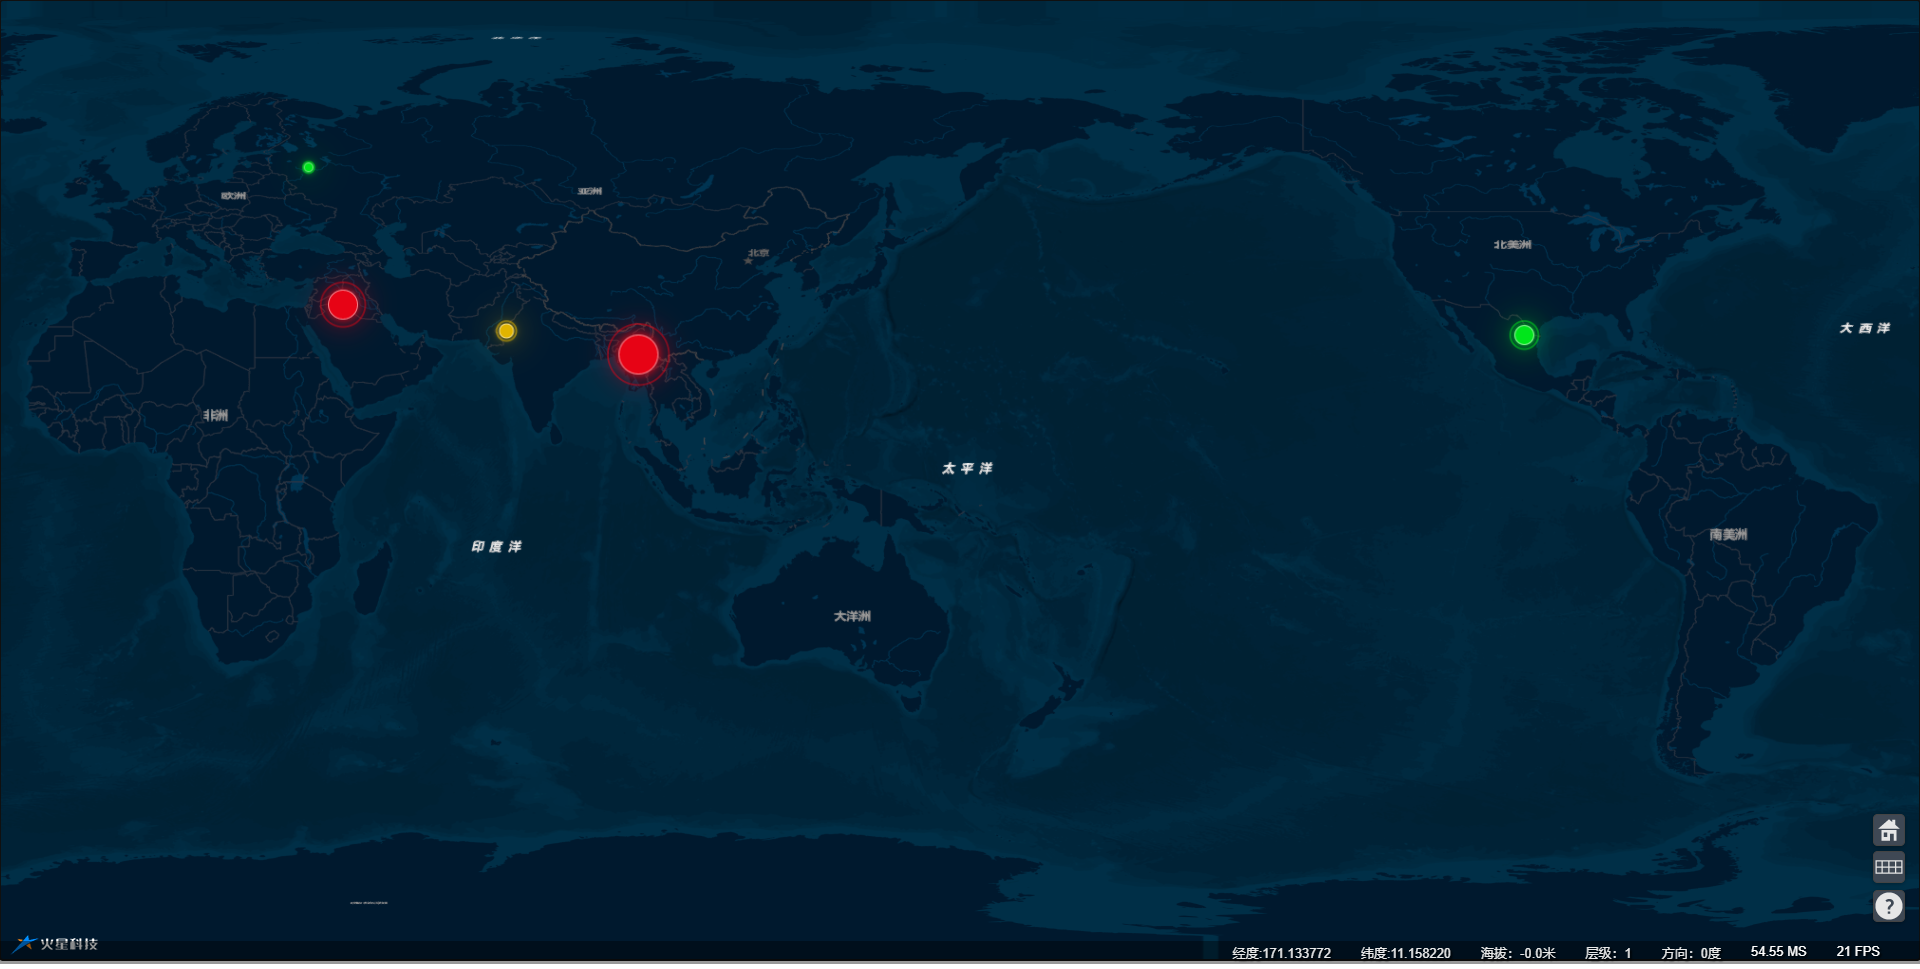 欧洲
亚洲
北京
北美洲
大 西 洋
非洲
太 平 洋
印 度 洋
南美洲
大洋洲
?
火星科技
经度:171.133772 纬度:11.158220 海拔：-0.0米 层级：1 方向：0度 54.55 MS 21 FPS